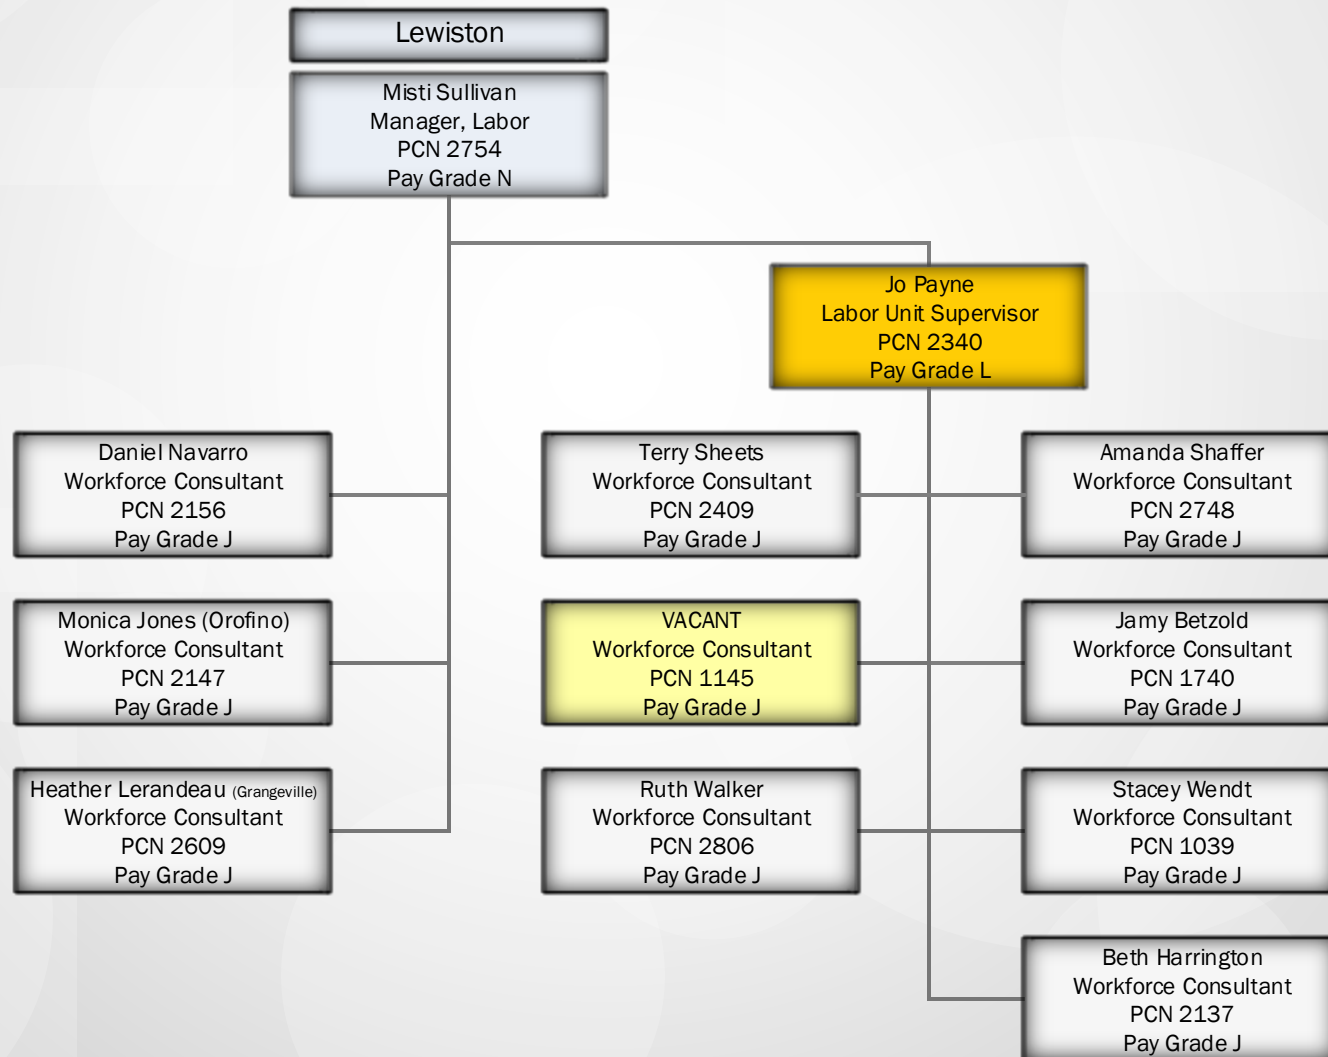 Lewiston
Misti Sullivan
Manager, Labor
PCN 2754
Pay Grade N
Jo Payne
Labor Unit Supervisor
PCN 2340
Pay Grade L
Daniel Navarro
Workforce Consultant
PCN 2156
Pay Grade J
Terry Sheets
Workforce Consultant
PCN 2409
Pay Grade J
Amanda Shaffer
Workforce Consultant
PCN 2748
Pay Grade J
Monica Jones (Orofino)
Workforce Consultant
PCN 2147
Pay Grade J
VACANT
Workforce Consultant
PCN 1145
Pay Grade J
Jamy Betzold
Workforce Consultant
PCN 1740
Pay Grade J
Heather Lerandeau (Grangeville)
Workforce Consultant
PCN 2609
Pay Grade J
Ruth Walker
Workforce Consultant
PCN 2806
Pay Grade J
Stacey Wendt
Workforce Consultant
PCN 1039
Pay Grade J
Beth Harrington
Workforce Consultant
PCN 2137
Pay Grade J